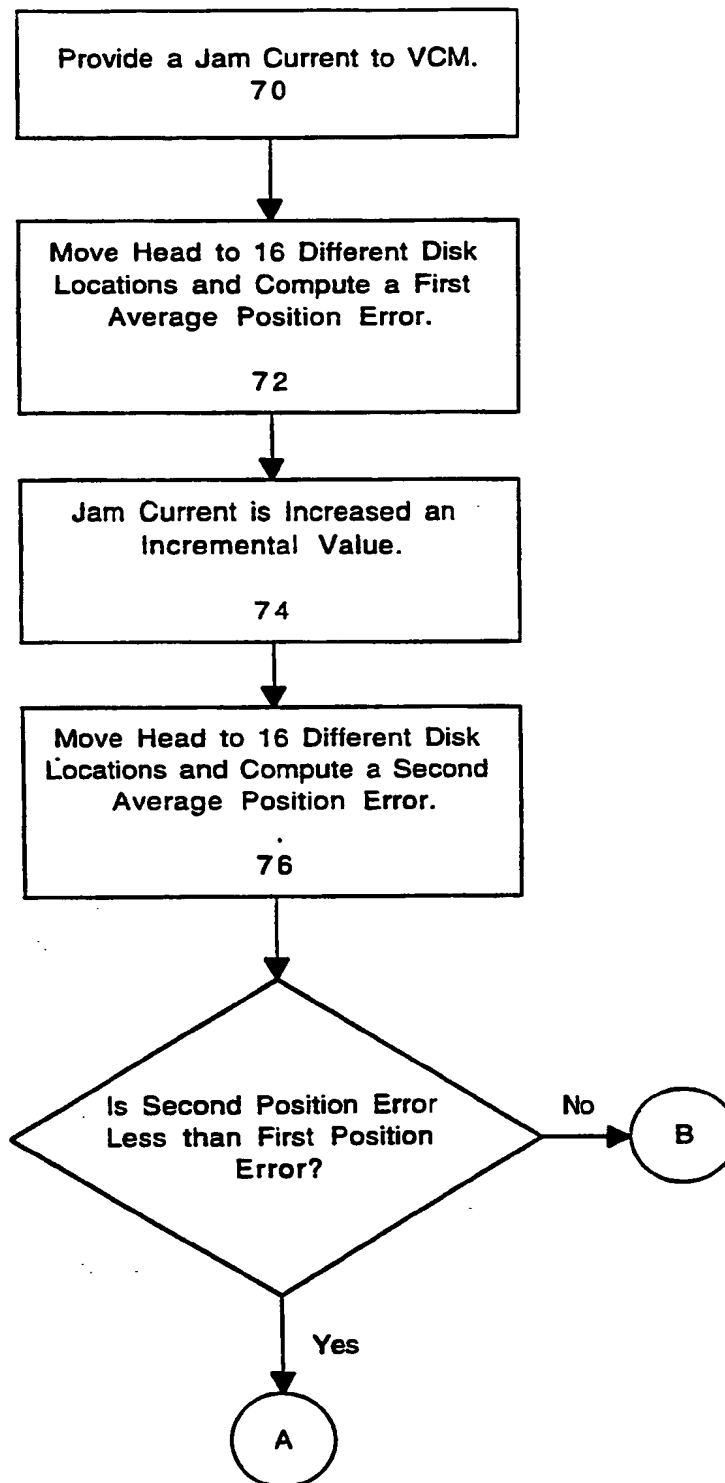 Provide a Jam Current to VCM.
70
Move Head to 16 Different Disk
Locations and Compute a First
Average Position Error.
72
Jam Current is Increased an
Incremental Value.
74
Move Head to 16 Different Disk
Locations and Compute a Second
Average Position Error.
76
Is Second Position Error
Less than First Position
Error?
No
B
Yes
A